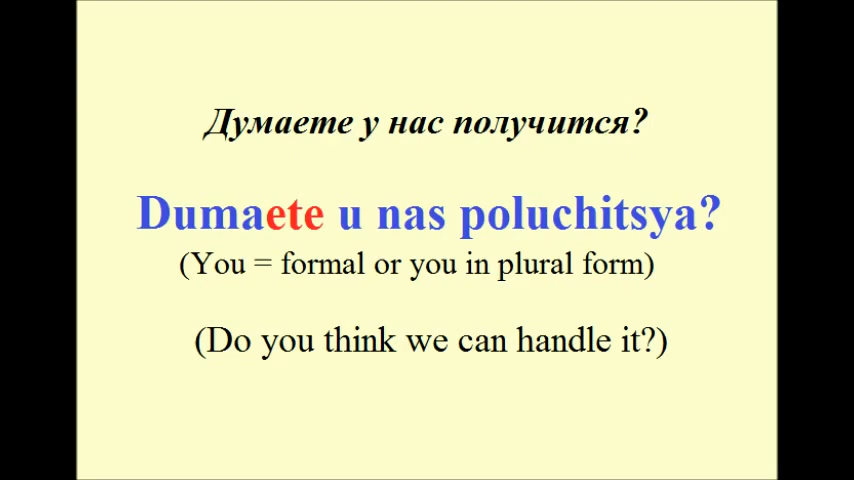 Думаете у нас получится?
Dumaete u nas poluchitsya?
(You = formal or you in plural form)
(Do you think we can handle it?)